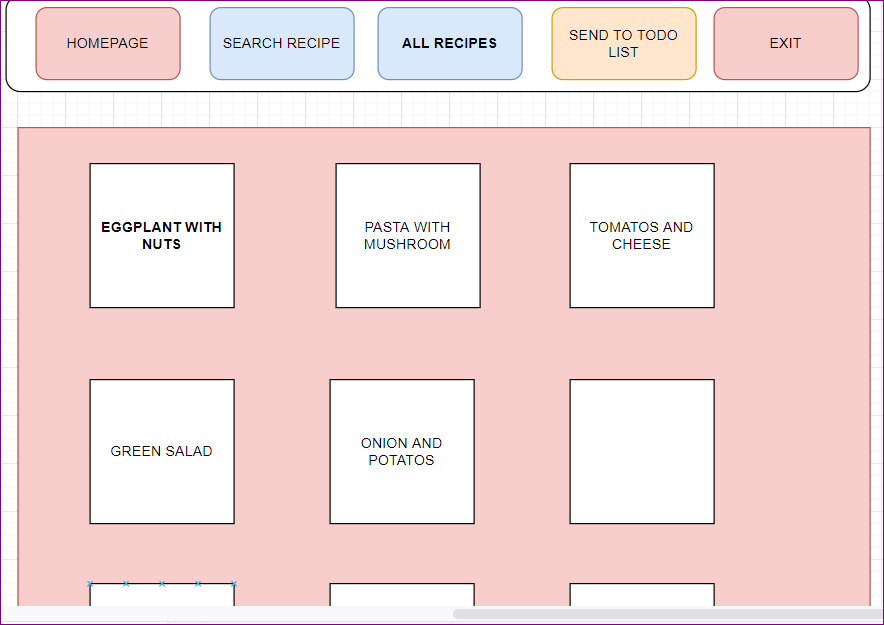 HOMEPAGE
SEARCH RECIPE
ALL RECIPES
SEND TO TODO
LIST
EXIT
EGGPLANT WITH
NUTS
PASTA WITH
MUSHROOM
TOMATOS AND
CHEESE
GREEN SALAD
ONION AND
POTATOS